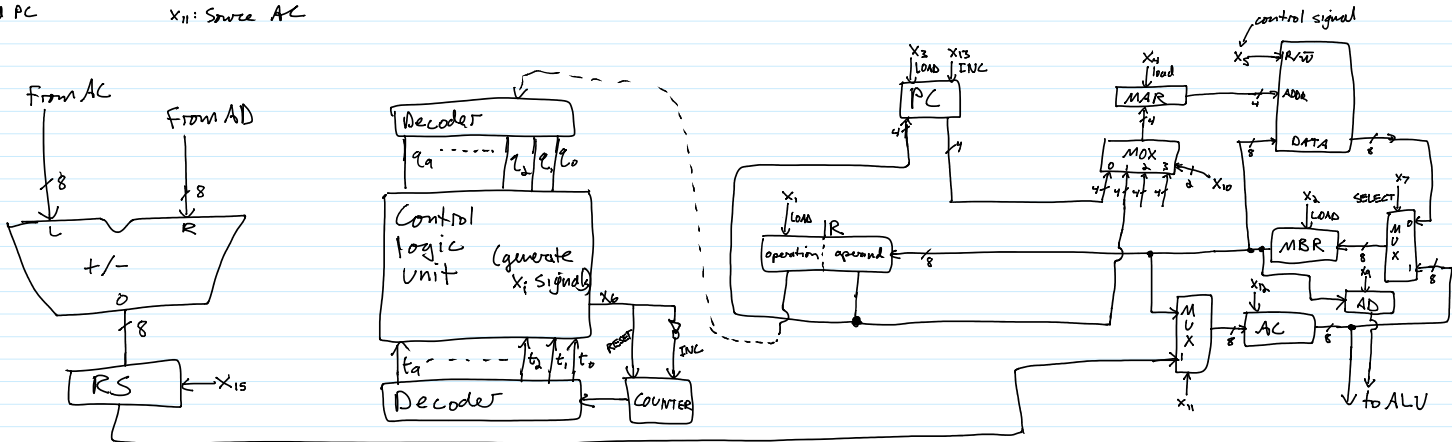 PC
X11: Source AC
From AC
8
From AD
8
L
R
+/-
O
8
RS
X15
Decoder
q9 ........ q2 q1 q0
Control
logic
unit
(generate
Xi signals)
X6
RESET
INC
t9 - - - - - - t2 t1 t0
Decoder
COUNTER
X3
LOAD
X13
INC
PC
4
4
X1
LOAD
IR
operation
operand
8
X4
load
MAR
4
4
MOX
0 1 2 3
4 4 4 4
2
X10
control signal
X5
R/W
ADDR
DATA
8
8
X7
SELECT
MUX
0
1
8
8
X2
LOAD
MBR
AD
X12
AC
8
8
MUX
1
X11
to ALU